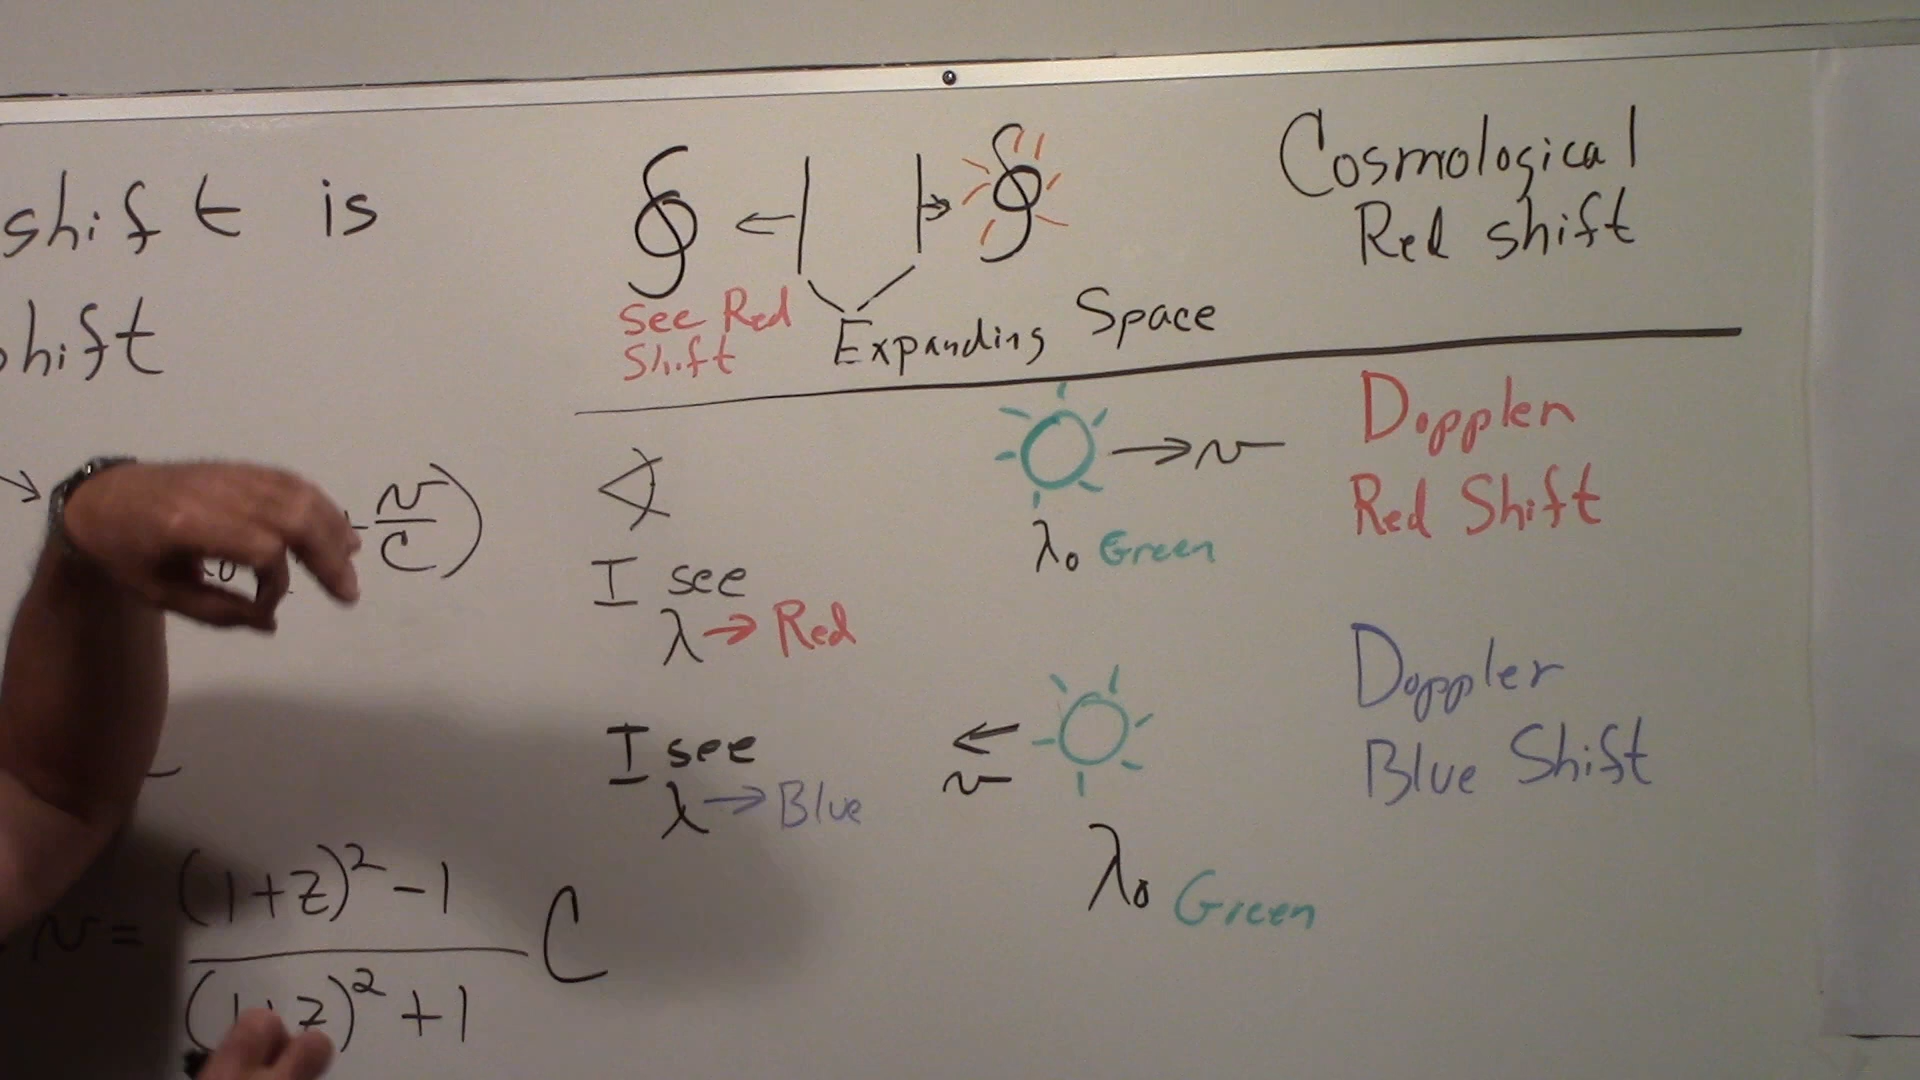 shift is
shift
v/c)
v = (1+z)² - 1 / (1+z)² + 1 C
See Red
Shift
Expanding Space
Cosmological
Red shift
I see
λ → Red
→ v
λ₀ Green
Doppler
Red Shift
I see
λ → Blue
← v
λ₀ Green
Doppler
Blue Shift